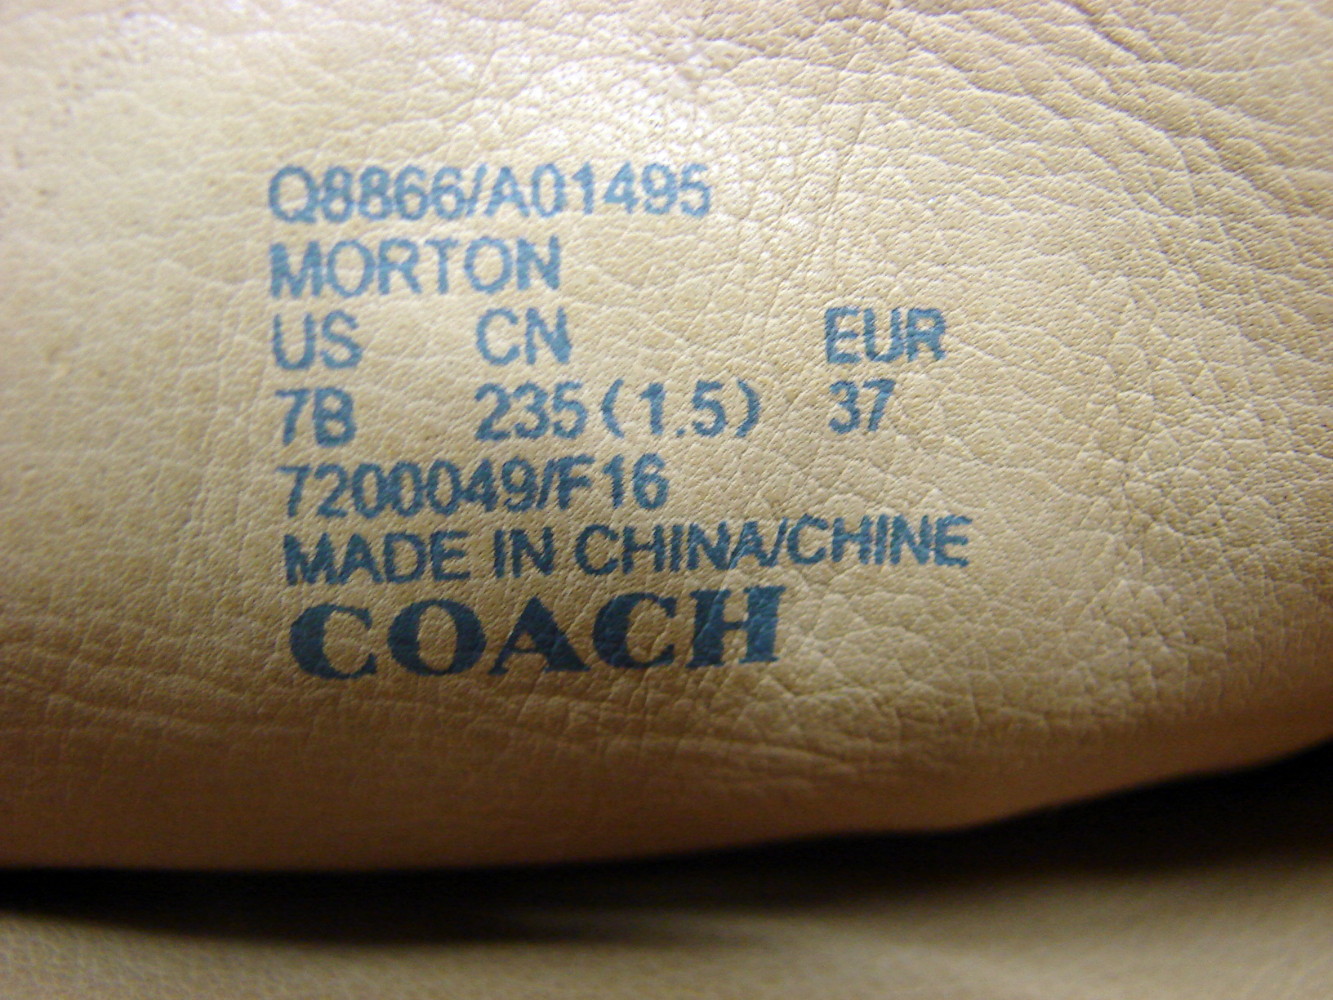 Q8866/A01495
MORTON
US CN EUR
7B 235(1.5) 37
7200049/F16
MADE IN CHINA/CHINE
COACH